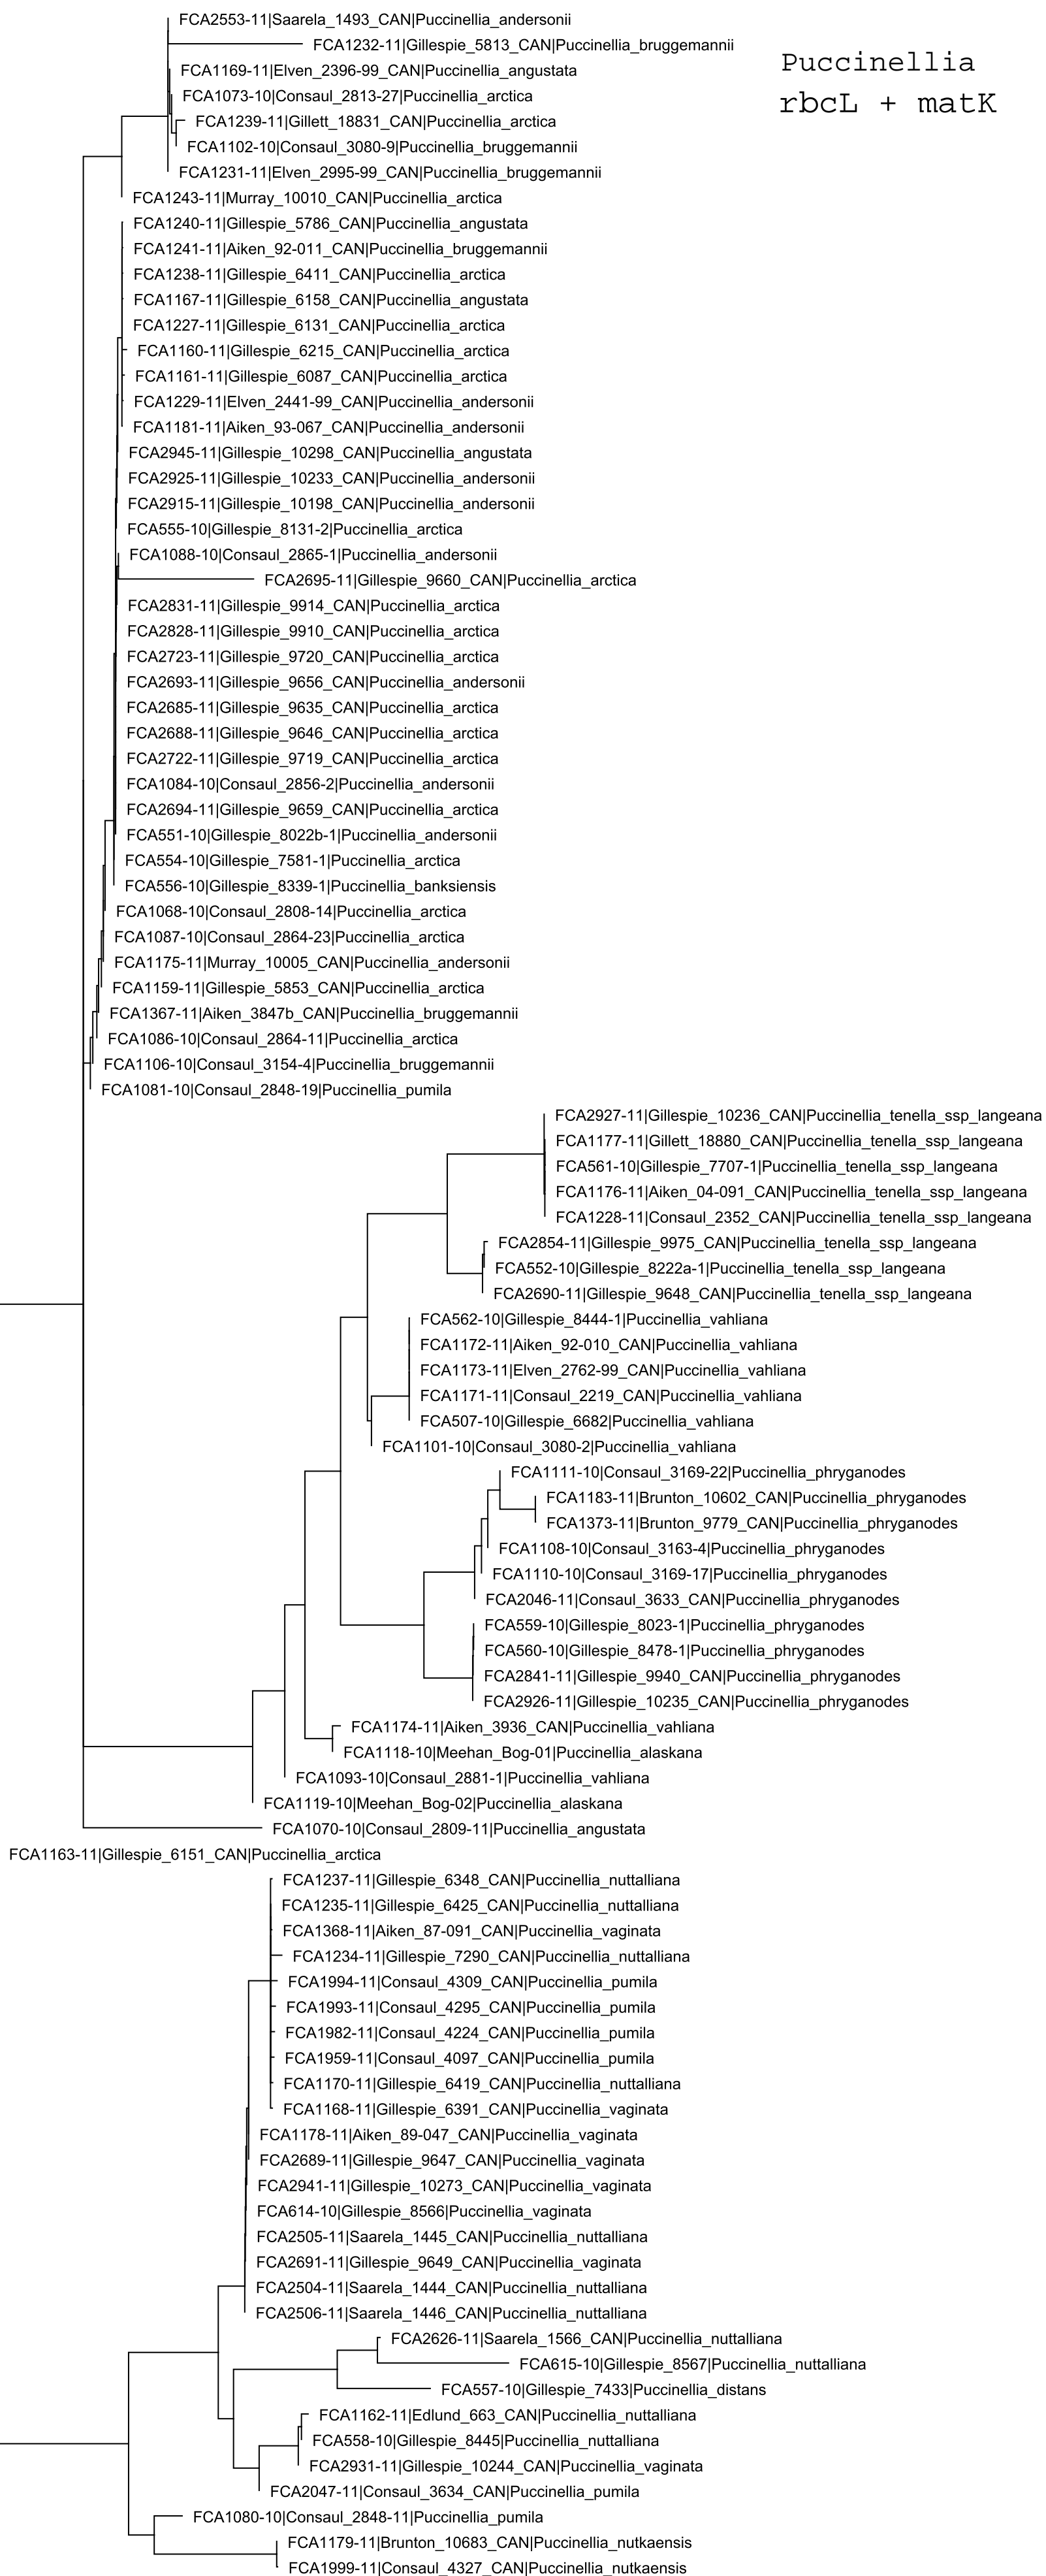 Puccinellia
rbcL + matK
FCA2553-11|Saarela_1493_CAN|Puccinellia_andersonii
FCA1232-11|Gillespie_5813_CAN|Puccinellia_bruggemannii
FCA1169-11|Elven_2396-99_CAN|Puccinellia_angustata
FCA1073-10|Consaul_2813-27|Puccinellia_arctica
FCA1239-11|Gillett_18831_CAN|Puccinellia_arctica
FCA1102-10|Consaul_3080-9|Puccinellia_bruggemannii
FCA1231-11|Elven_2995-99_CAN|Puccinellia_bruggemannii
FCA1243-11|Murray_10010_CAN|Puccinellia_arctica
FCA1240-11|Gillespie_5786_CAN|Puccinellia_angustata
FCA1241-11|Aiken_92-011_CAN|Puccinellia_bruggemannii
FCA1238-11|Gillespie_6411_CAN|Puccinellia_arctica
FCA1167-11|Gillespie_6158_CAN|Puccinellia_angustata
FCA1227-11|Gillespie_6131_CAN|Puccinellia_arctica
FCA1160-11|Gillespie_6215_CAN|Puccinellia_arctica
FCA1161-11|Gillespie_6087_CAN|Puccinellia_arctica
FCA1229-11|Elven_2441-99_CAN|Puccinellia_andersonii
FCA1181-11|Aiken_93-067_CAN|Puccinellia_andersonii
FCA2945-11|Gillespie_10298_CAN|Puccinellia_angustata
FCA2925-11|Gillespie_10233_CAN|Puccinellia_andersonii
FCA2915-11|Gillespie_10198_CAN|Puccinellia_andersonii
FCA555-10|Gillespie_8131-2|Puccinellia_arctica
FCA1088-10|Consaul_2865-1|Puccinellia_andersonii
FCA2695-11|Gillespie_9660_CAN|Puccinellia_arctica
FCA2831-11|Gillespie_9914_CAN|Puccinellia_arctica
FCA2828-11|Gillespie_9910_CAN|Puccinellia_arctica
FCA2723-11|Gillespie_9720_CAN|Puccinellia_arctica
FCA2693-11|Gillespie_9656_CAN|Puccinellia_andersonii
FCA2685-11|Gillespie_9635_CAN|Puccinellia_arctica
FCA2688-11|Gillespie_9646_CAN|Puccinellia_arctica
FCA2722-11|Gillespie_9719_CAN|Puccinellia_arctica
FCA1084-10|Consaul_2856-2|Puccinellia_andersonii
FCA2694-11|Gillespie_9659_CAN|Puccinellia_arctica
FCA551-10|Gillespie_8022b-1|Puccinellia_andersonii
FCA554-10|Gillespie_7581-1|Puccinellia_arctica
FCA556-10|Gillespie_8339-1|Puccinellia_banksiensis
FCA1068-10|Consaul_2808-14|Puccinellia_arctica
FCA1087-10|Consaul_2864-23|Puccinellia_arctica
FCA1175-11|Murray_10005_CAN|Puccinellia_andersonii
FCA1159-11|Gillespie_5853_CAN|Puccinellia_arctica
FCA1367-11|Aiken_3847b_CAN|Puccinellia_bruggemannii
FCA1086-10|Consaul_2864-11|Puccinellia_arctica
FCA1106-10|Consaul_3154-4|Puccinellia_bruggemannii
FCA1081-10|Consaul_2848-19|Puccinellia_pumila
FCA2927-11|Gillespie_10236_CAN|Puccinellia_tenella_ssp_langeana
FCA1177-11|Gillett_18880_CAN|Puccinellia_tenella_ssp_langeana
FCA561-10|Gillespie_7707-1|Puccinellia_tenella_ssp_langeana
FCA1176-11|Aiken_04-091_CAN|Puccinellia_tenella_ssp_langeana
FCA1228-11|Consaul_2352_CAN|Puccinellia_tenella_ssp_langeana
FCA2854-11|Gillespie_9975_CAN|Puccinellia_tenella_ssp_langeana
FCA552-10|Gillespie_8222a-1|Puccinellia_tenella_ssp_langeana
FCA2690-11|Gillespie_9648_CAN|Puccinellia_tenella_ssp_langeana
FCA562-10|Gillespie_8444-1|Puccinellia_vahliana
FCA1172-11|Aiken_92-010_CAN|Puccinellia_vahliana
FCA1173-11|Elven_2762-99_CAN|Puccinellia_vahliana
FCA1171-11|Consaul_2219_CAN|Puccinellia_vahliana
FCA507-10|Gillespie_6682|Puccinellia_vahliana
FCA1101-10|Consaul_3080-2|Puccinellia_vahliana
FCA1111-10|Consaul_3169-22|Puccinellia_phryganodes
FCA1183-11|Brunton_10602_CAN|Puccinellia_phryganodes
FCA1373-11|Brunton_9779_CAN|Puccinellia_phryganodes
FCA1108-10|Consaul_3163-4|Puccinellia_phryganodes
FCA1110-10|Consaul_3169-17|Puccinellia_phryganodes
FCA2046-11|Consaul_3633_CAN|Puccinellia_phryganodes
FCA559-10|Gillespie_8023-1|Puccinellia_phryganodes
FCA560-10|Gillespie_8478-1|Puccinellia_phryganodes
FCA2841-11|Gillespie_9940_CAN|Puccinellia_phryganodes
FCA2926-11|Gillespie_10235_CAN|Puccinellia_phryganodes
FCA1174-11|Aiken_3936_CAN|Puccinellia_vahliana
FCA1118-10|Meehan_Bog-01|Puccinellia_alaskana
FCA1093-10|Consaul_2881-1|Puccinellia_vahliana
FCA1119-10|Meehan_Bog-02|Puccinellia_alaskana
FCA1070-10|Consaul_2809-11|Puccinellia_angustata
FCA1163-11|Gillespie_6151_CAN|Puccinellia_arctica
FCA1237-11|Gillespie_6348_CAN|Puccinellia_nuttalliana
FCA1235-11|Gillespie_6425_CAN|Puccinellia_nuttalliana
FCA1368-11|Aiken_87-091_CAN|Puccinellia_vaginata
FCA1234-11|Gillespie_7290_CAN|Puccinellia_nuttalliana
FCA1994-11|Consaul_4309_CAN|Puccinellia_pumila
FCA1993-11|Consaul_4295_CAN|Puccinellia_pumila
FCA1982-11|Consaul_4224_CAN|Puccinellia_pumila
FCA1959-11|Consaul_4097_CAN|Puccinellia_pumila
FCA1170-11|Gillespie_6419_CAN|Puccinellia_nuttalliana
FCA1168-11|Gillespie_6391_CAN|Puccinellia_vaginata
FCA1178-11|Aiken_89-047_CAN|Puccinellia_vaginata
FCA2689-11|Gillespie_9647_CAN|Puccinellia_vaginata
FCA2941-11|Gillespie_10273_CAN|Puccinellia_vaginata
FCA614-10|Gillespie_8566|Puccinellia_vaginata
FCA2505-11|Saarela_1445_CAN|Puccinellia_nuttalliana
FCA2691-11|Gillespie_9649_CAN|Puccinellia_vaginata
FCA2504-11|Saarela_1444_CAN|Puccinellia_nuttalliana
FCA2506-11|Saarela_1446_CAN|Puccinellia_nuttalliana
FCA2626-11|Saarela_1566_CAN|Puccinellia_nuttalliana
FCA615-10|Gillespie_8567|Puccinellia_nuttalliana
FCA557-10|Gillespie_7433|Puccinellia_distans
FCA1162-11|Edlund_663_CAN|Puccinellia_nuttalliana
FCA558-10|Gillespie_8445|Puccinellia_nuttalliana
FCA2931-11|Gillespie_10244_CAN|Puccinellia_vaginata
FCA2047-11|Consaul_3634_CAN|Puccinellia_pumila
FCA1080-10|Consaul_2848-11|Puccinellia_pumila
FCA1179-11|Brunton_10683_CAN|Puccinellia_nutkaensis
FCA1999-11|Consaul_4327_CAN|Puccinellia_nutkaensis